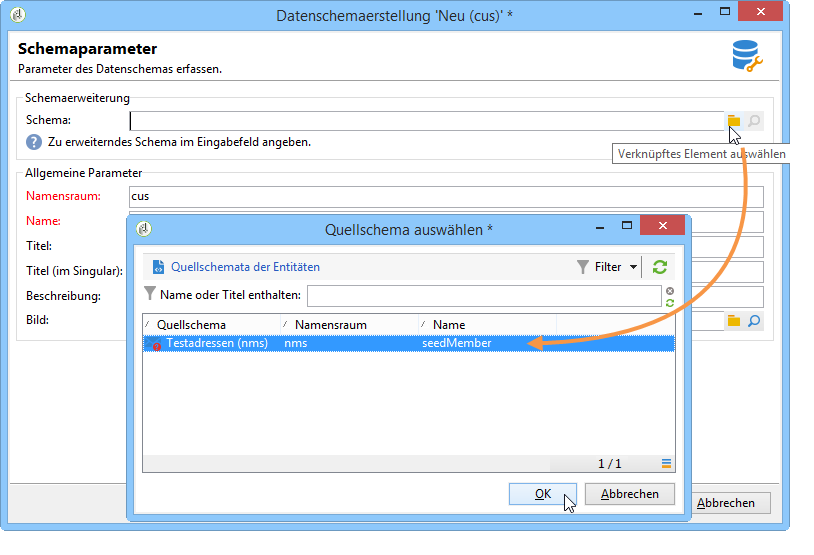 Datenschemaerstellung 'Neu (cus)' *
Schemaparameter
Parameter des Datenschemas erfassen.
Schemaerweiterung
Schema:
Zu erweiterndes Schema im Eingabefeld angeben.
Verknüpftes Element auswählen
Allgemeine Parameter
Namensraum: cus
Name:
Titel:
Titel (im Singular):
Beschreibung:
Bild:
Quellschema auswählen *
Quellschemata der Entitäten Filter
Name oder Titel enthalten:
Quellschema Namensraum Name
Testadressen (nms) nms seedMember
1 / 1
OK Abbrechen
Abbrechen